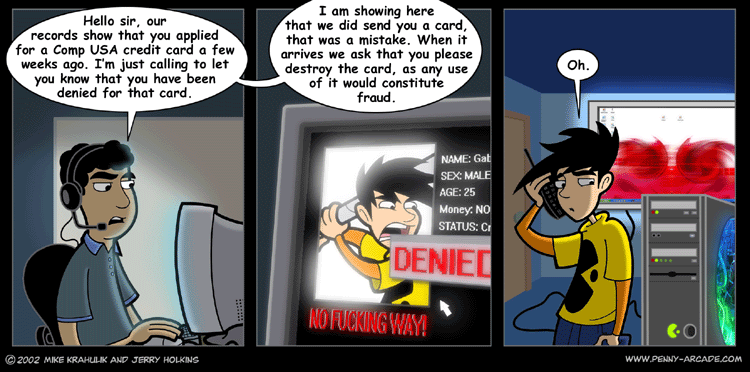 Hello sir, our
records show that you applied
for a Comp USA credit card a few
weeks ago. I'm just calling to let
you know that you have been
denied for that card.
I am showing here
that we did send you a card,
that was a mistake. When it
arrives we ask that you please
destroy the card, as any use
of it would constitute
fraud.
NAME: Gab
SEX: MALE
AGE: 25
Money: NO
STATUS: Cr
DENIED
NO FUCKING WAY!
Oh.
© 2002 MIKE KRAHULIK AND JERRY HOLKINS
WWW.PENNY-ARCADE.COM